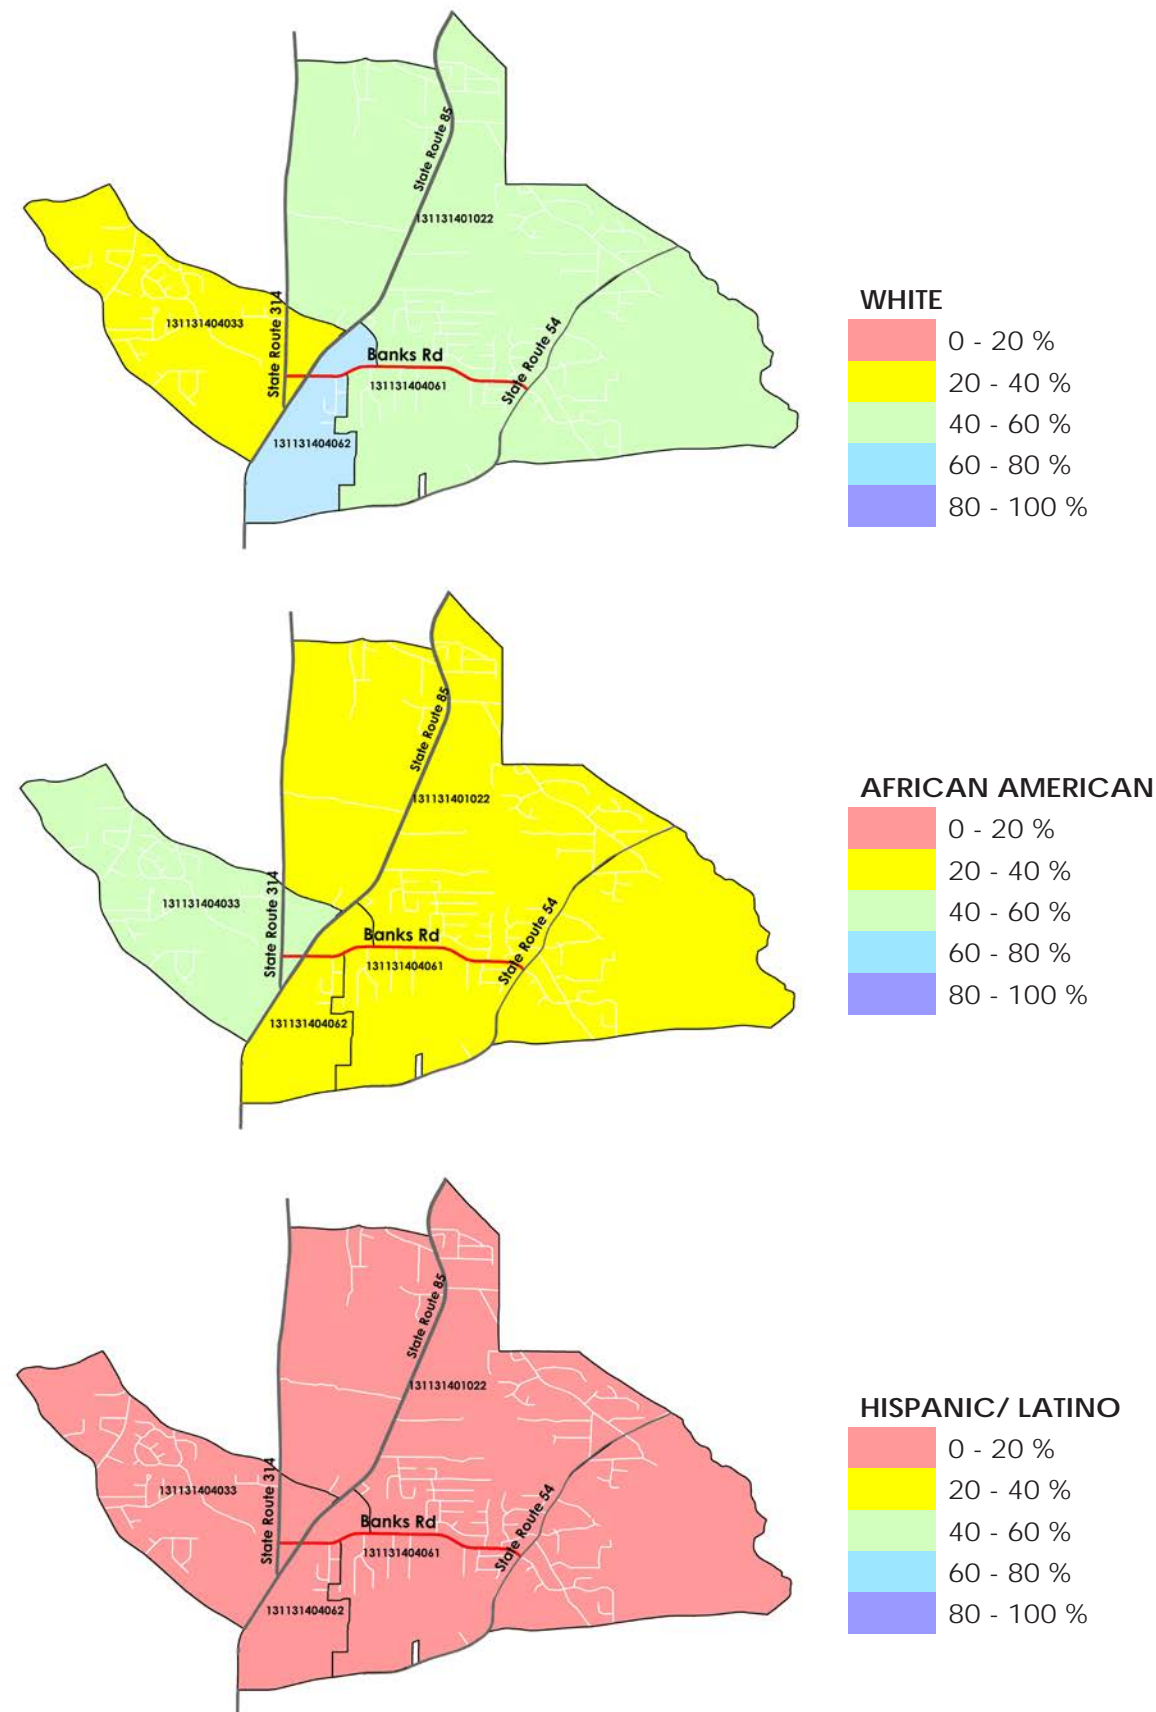 State Route 85
131131401022
131131404033
State Route 314
Banks Rd
State Route 54
131131404061
131131404062
WHITE
0 - 20 %
20 - 40 %
40 - 60 %
60 - 80 %
80 - 100 %
State Route 85
131131401022
131131404033
State Route 314
Banks Rd
State Route 54
131131404061
131131404062
AFRICAN AMERICAN
0 - 20 %
20 - 40 %
40 - 60 %
60 - 80 %
80 - 100 %
State Route 85
131131401022
131131404033
State Route 314
Banks Rd
State Route 54
131131404061
131131404062
HISPANIC/ LATINO
0 - 20 %
20 - 40 %
40 - 60 %
60 - 80 %
80 - 100 %